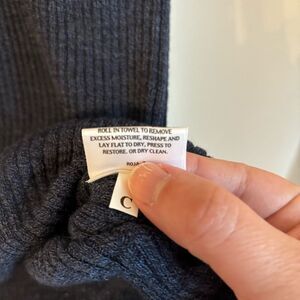 ROLL IN TOWEL TO REMOVE
EXCESS MOISTURE, RESHAPE AND
LAY FLAT TO DRY, PRESS TO
RESTORE. OR DRY CLEAN.
C